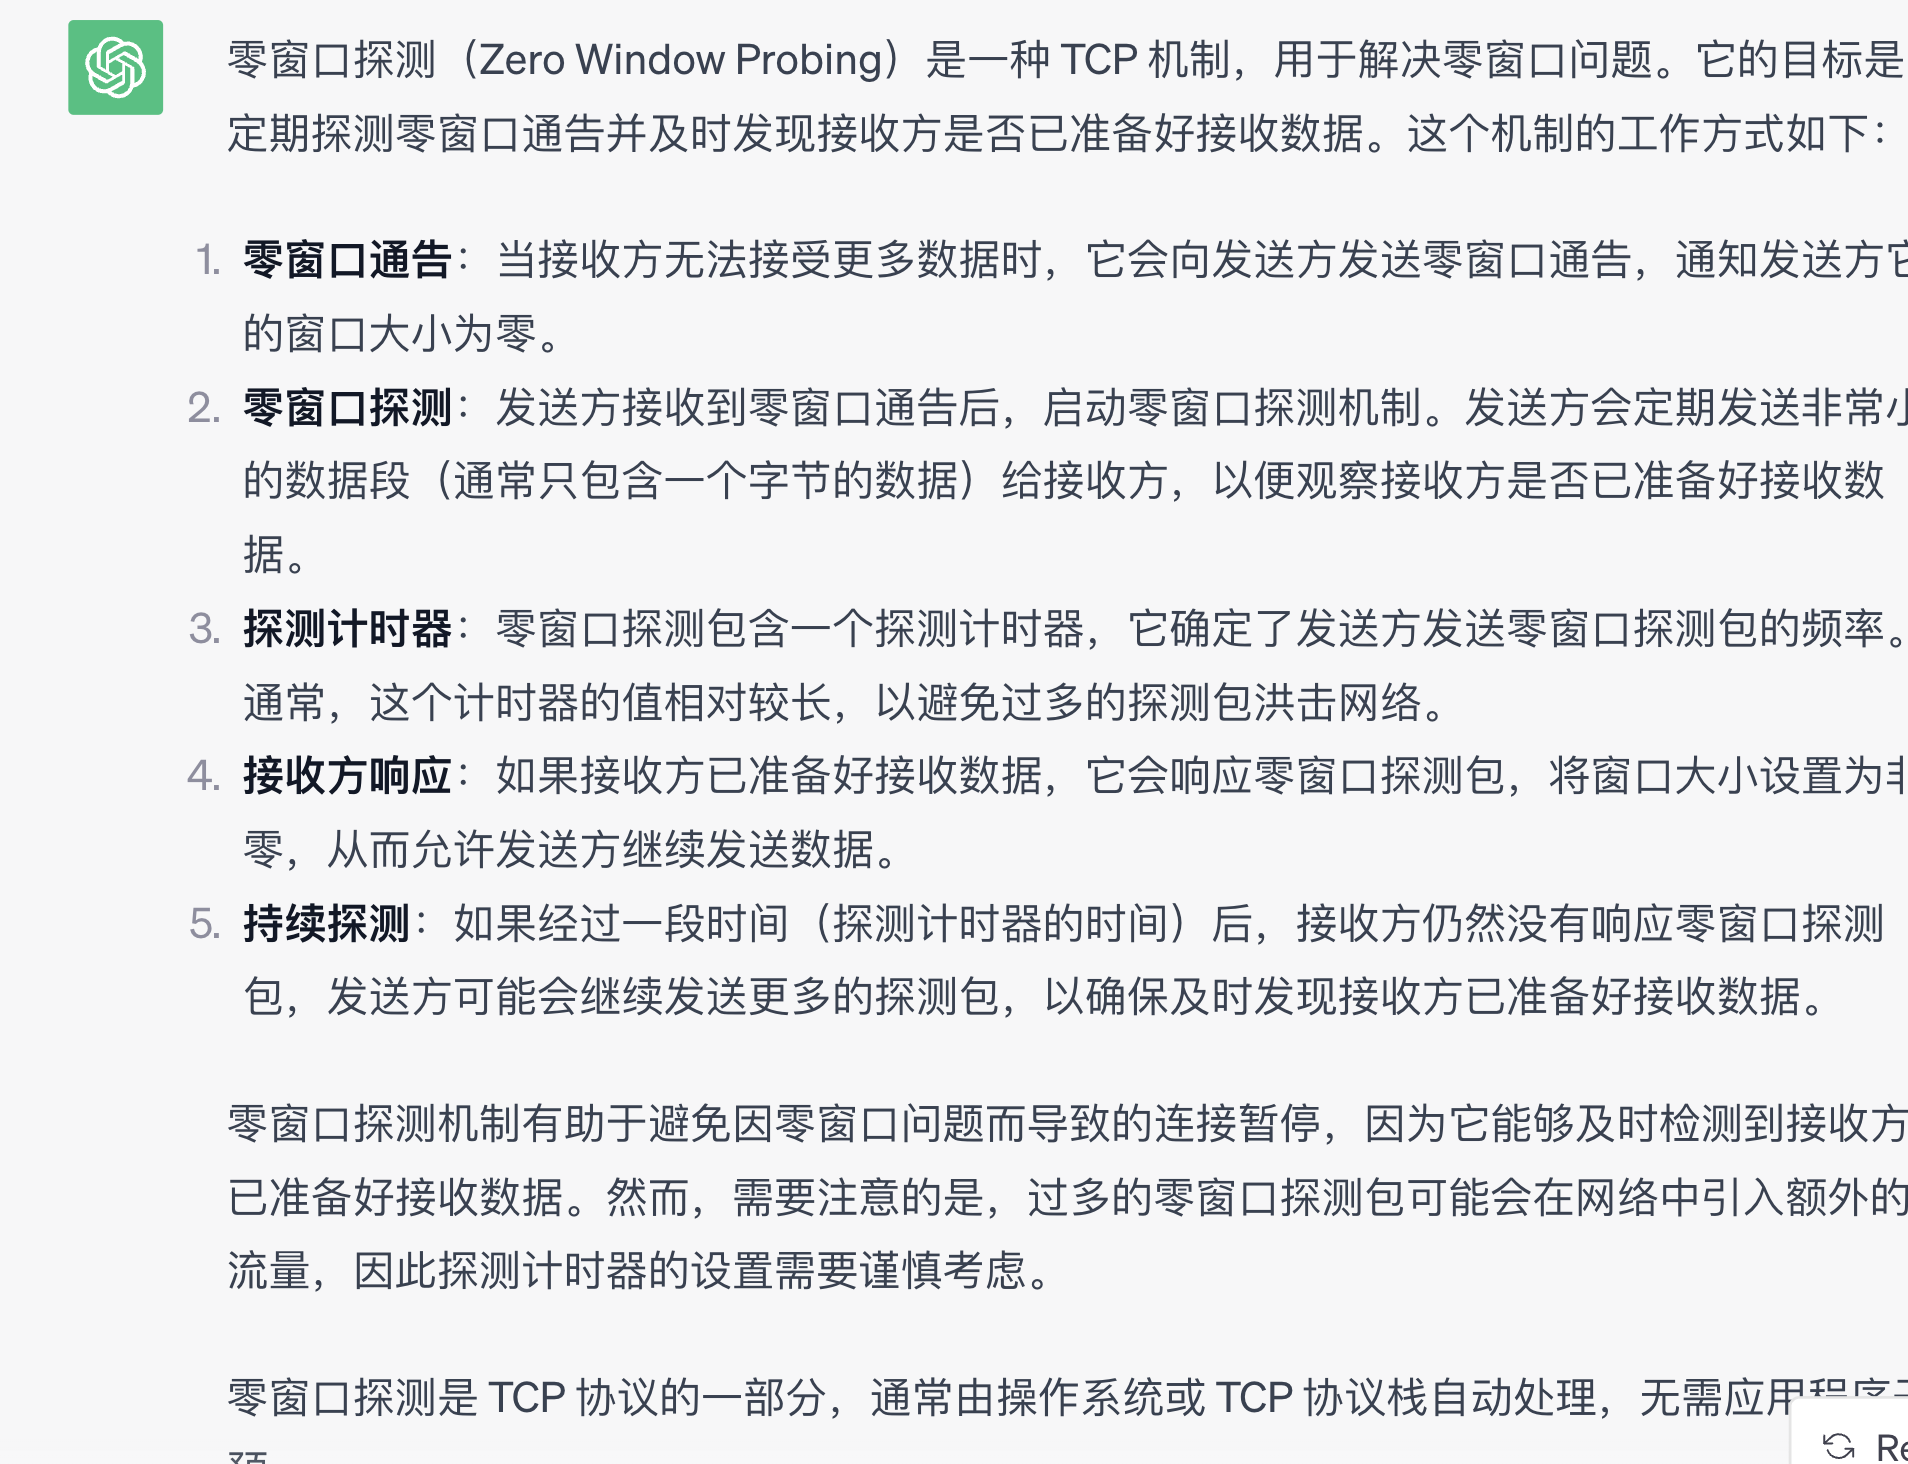 零窗口探测（Zero Window Probing）是一种 TCP 机制，用于解决零窗口问题。它的目标是
定期探测零窗口通告并及时发现接收方是否已准备好接收数据。这个机制的工作方式如下：
1. 零窗口通告：当接收方无法接受更多数据时，它会向发送方发送零窗口通告，通知发送方它
的窗口大小为零。
2. 零窗口探测：发送方接收到零窗口通告后，启动零窗口探测机制。发送方会定期发送非常小
的数据段（通常只包含一个字节的数据）给接收方，以便观察接收方是否已准备好接收数
据。
3. 探测计时器：零窗口探测包含一个探测计时器，它确定了发送方发送零窗口探测包的频率。
通常，这个计时器的值相对较长，以避免过多的探测包洪击网络。
4. 接收方响应：如果接收方已准备好接收数据，它会响应零窗口探测包，将窗口大小设置为非
零，从而允许发送方继续发送数据。
5. 持续探测：如果经过一段时间（探测计时器的时间）后，接收方仍然没有响应零窗口探测
包，发送方可能会继续发送更多的探测包，以确保及时发现接收方已准备好接收数据。
零窗口探测机制有助于避免因零窗口问题而导致的连接暂停，因为它能够及时检测到接收方
已准备好接收数据。然而，需要注意的是，过多的零窗口探测包可能会在网络中引入额外的
流量，因此探测计时器的设置需要谨慎考虑。
零窗口探测是 TCP 协议的一部分，通常由操作系统或 TCP 协议栈自动处理，无需应用程序
Re